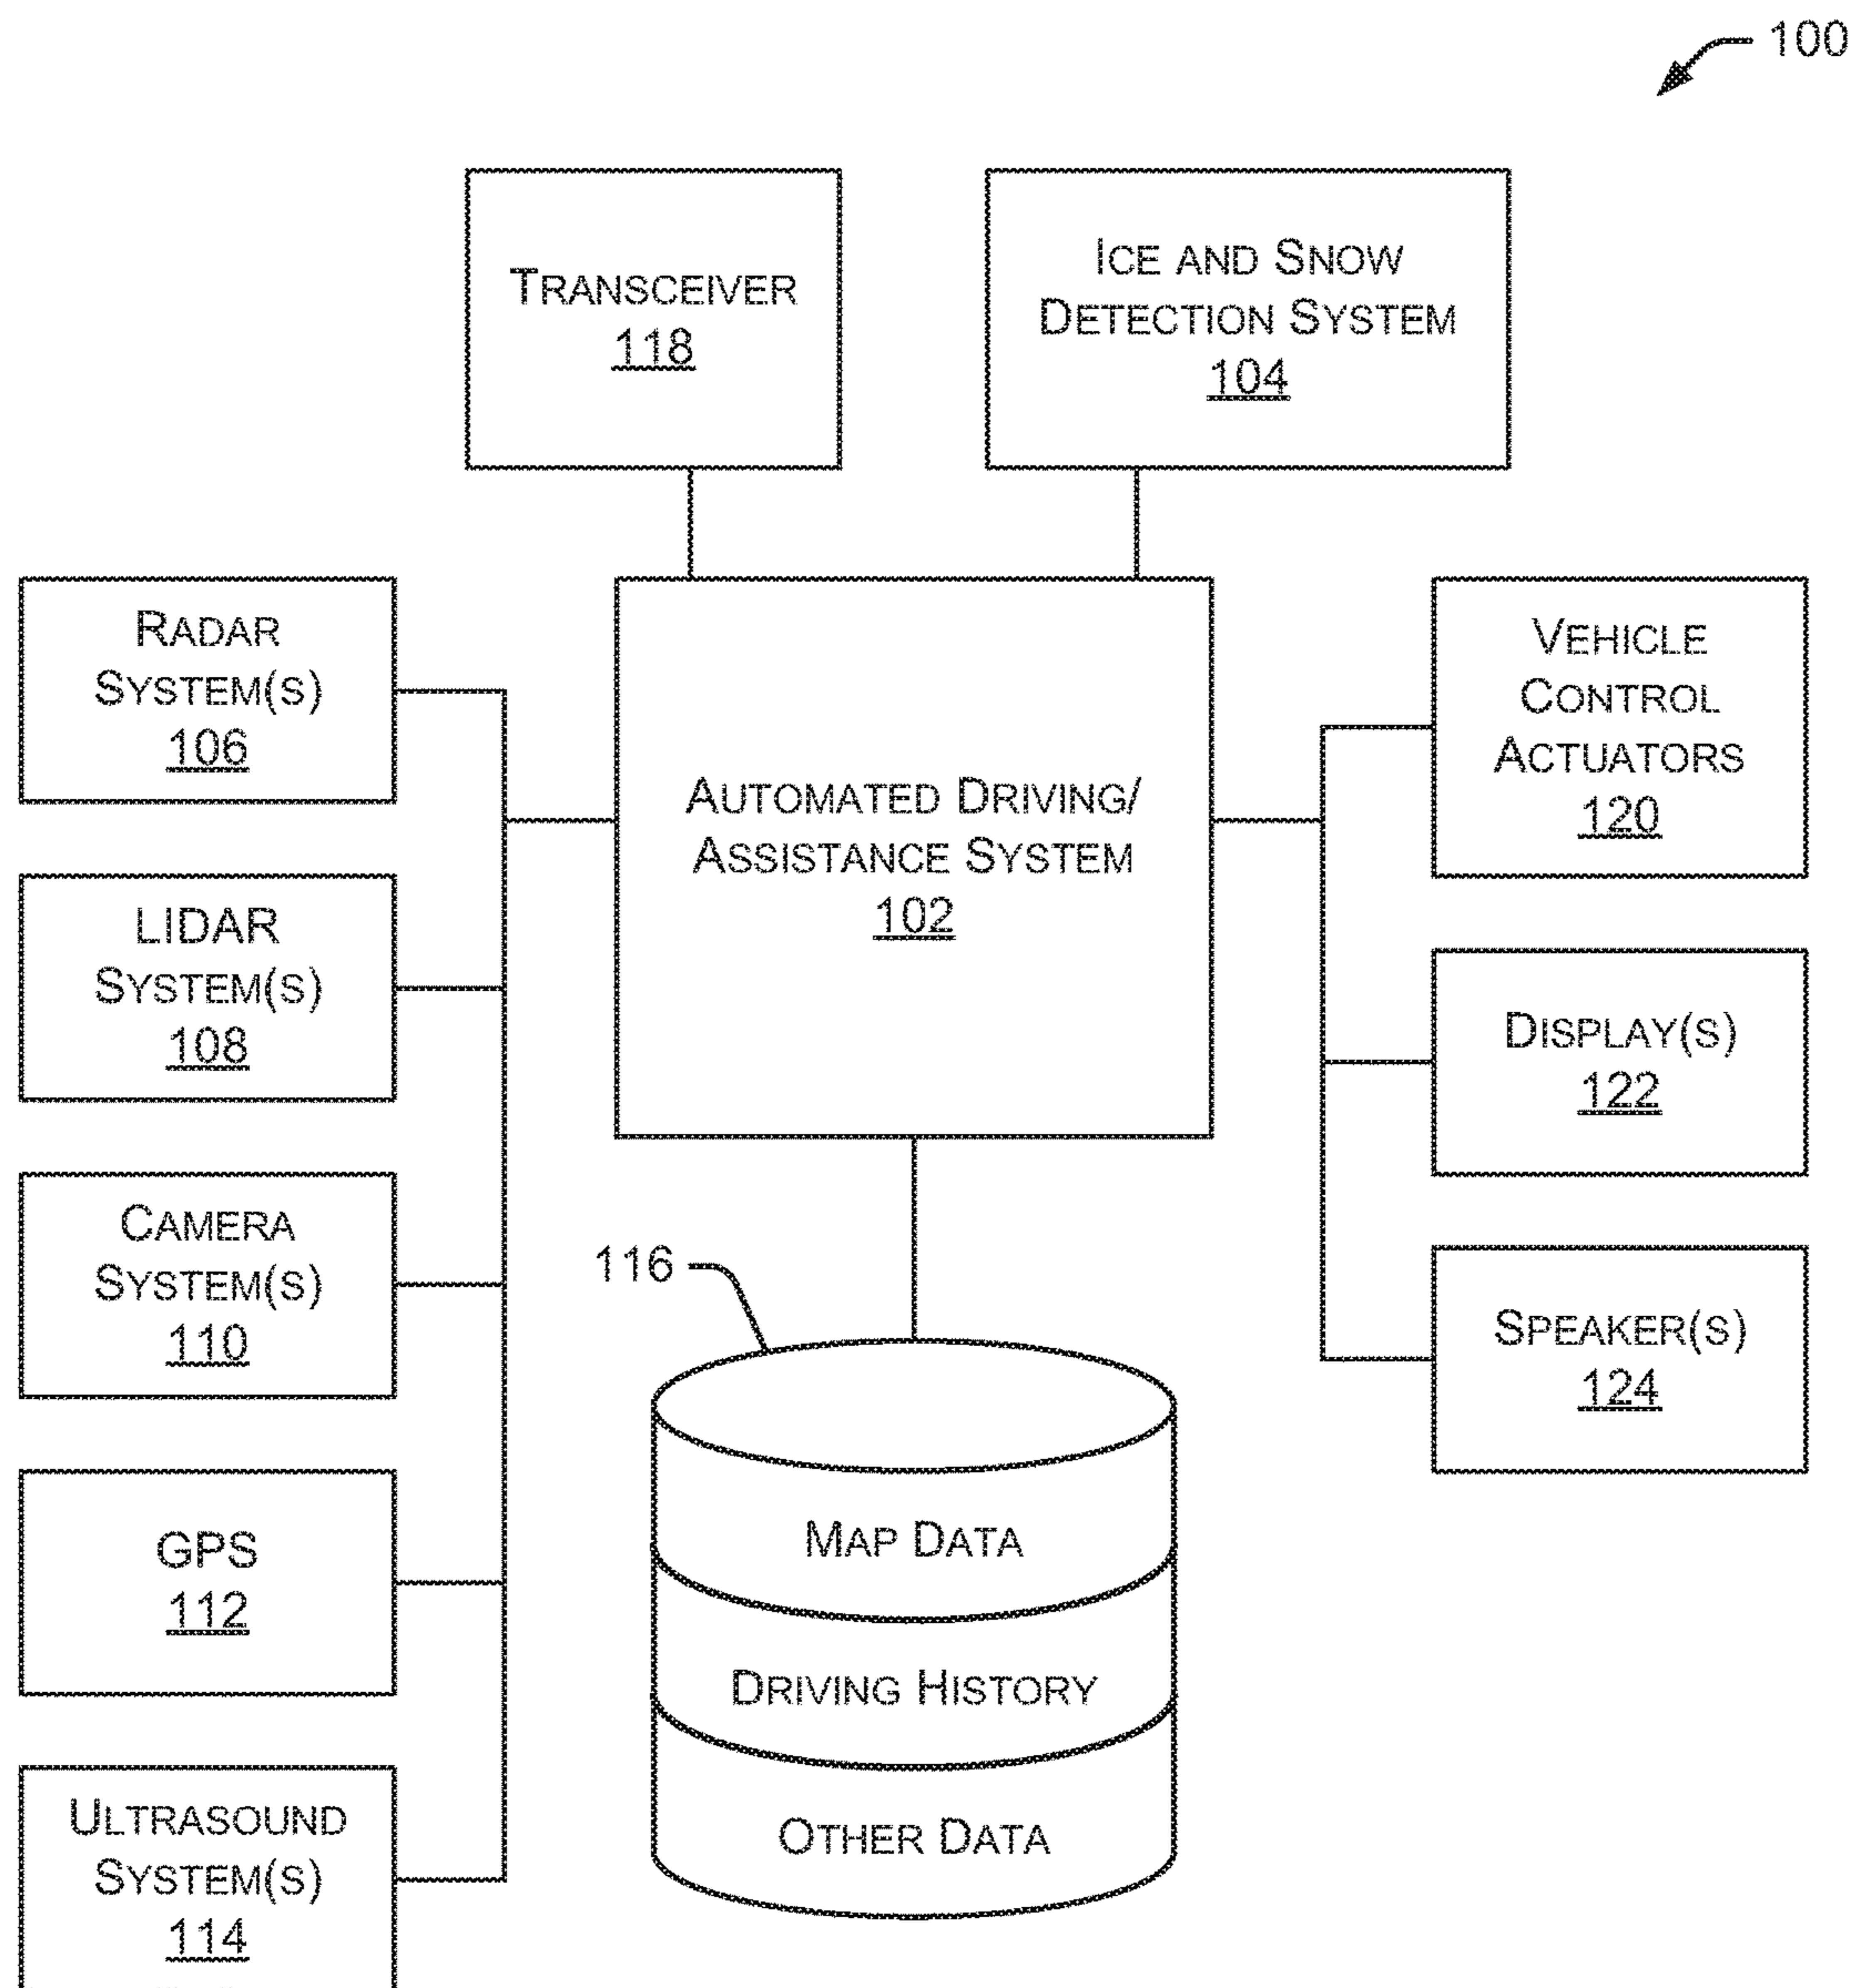 100
TRANSCEIVER
118
ICE AND SNOW
DETECTION SYSTEM
104
RADAR
SYSTEM(S)
106
LIDAR
SYSTEM(S)
108
CAMERA
SYSTEM(S)
110
GPS
112
ULTRASOUND
SYSTEM(S)
114
AUTOMATED DRIVING/
ASSISTANCE SYSTEM
102
116
MAP DATA
DRIVING HISTORY
OTHER DATA
VEHICLE
CONTROL
ACTUATORS
120
DISPLAY(S)
122
SPEAKER(S)
124